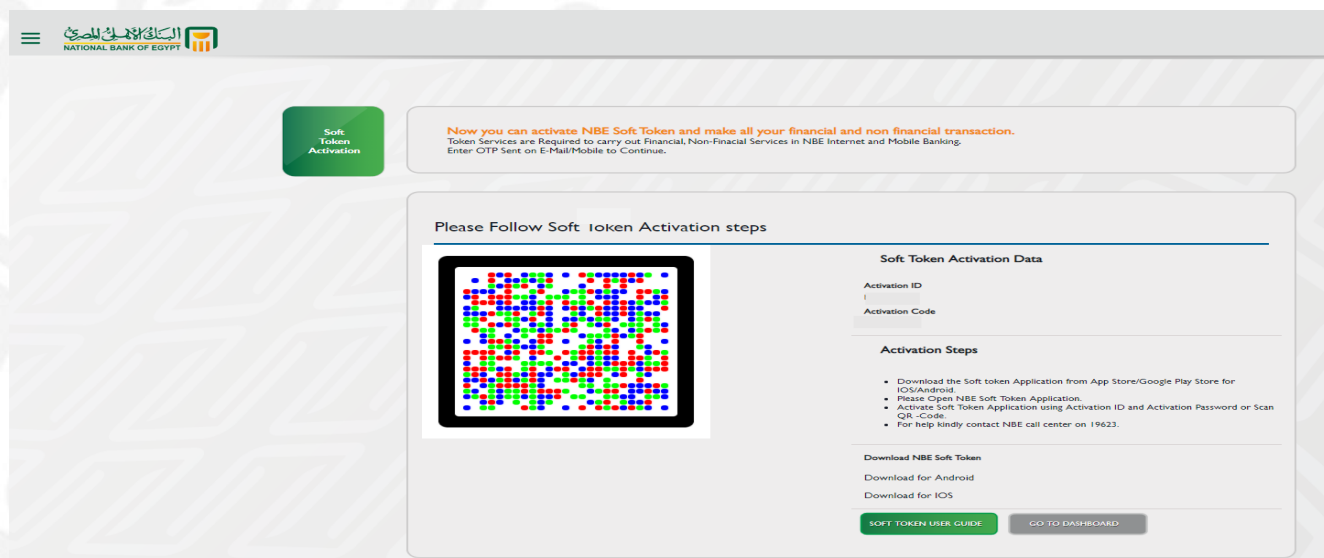 البنك الأهلي المصري
NATIONAL BANK OF EGYPT
Soft
Token
Activation
Now you can activate NBE Soft Token and make all your financial and non financial transaction.
Token Services are Required to carry out Financial, Non-Finacial Services in NBE Internet and Mobile Banking.
Enter OTP Sent on E-Mail/Mobile to Continue.
Please Follow Soft Token Activation steps
Soft Token Activation Data
Activation ID
Activation Code
Activation Steps
• Download the Soft token Application from App Store/Google Play Store for
IOS/Android.
• Please Open NBE Soft Token Application.
• Activate Soft Token Application using Activation ID and Activation Password or Scan
QR -Code.
• For help kindly contact NBE call center on 19623.
Download NBE Soft Token
Download for Android
Download for IOS
SOFT TOKEN USER GUIDE
GO TO DASHBOARD